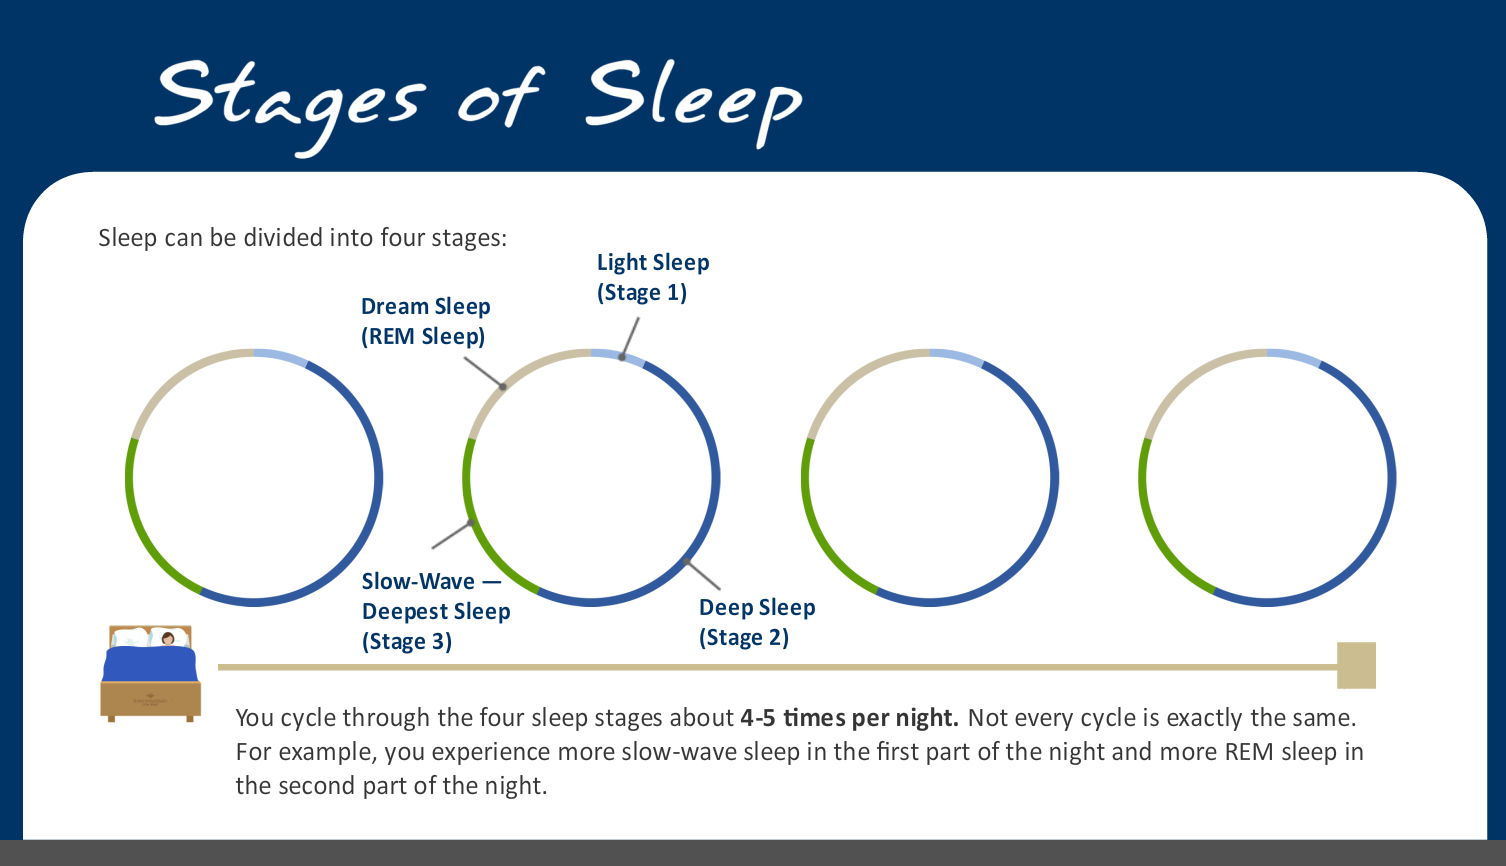 Stages of Sleep
Sleep can be divided into four stages:
Light Sleep
(Stage 1)
Dream Sleep
(REM Sleep)
Slow-Wave —
Deepest Sleep
(Stage 3)
Deep Sleep
(Stage 2)
You cycle through the four sleep stages about 4-5 times per night. Not every cycle is exactly the same.
For example, you experience more slow-wave sleep in the first part of the night and more REM sleep in
the second part of the night.